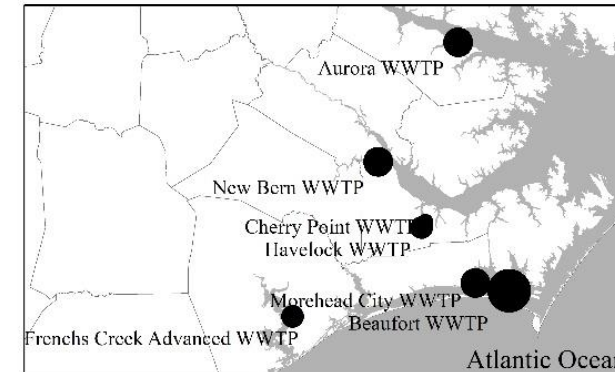 Aurora WWTP
New Bern WWTP
Cherry Point WWTP
Havelock WWTP
Morehead City WWTP
Beaufort WWTP
Frenchs Creek Advanced WWTP
Atlantic Ocean